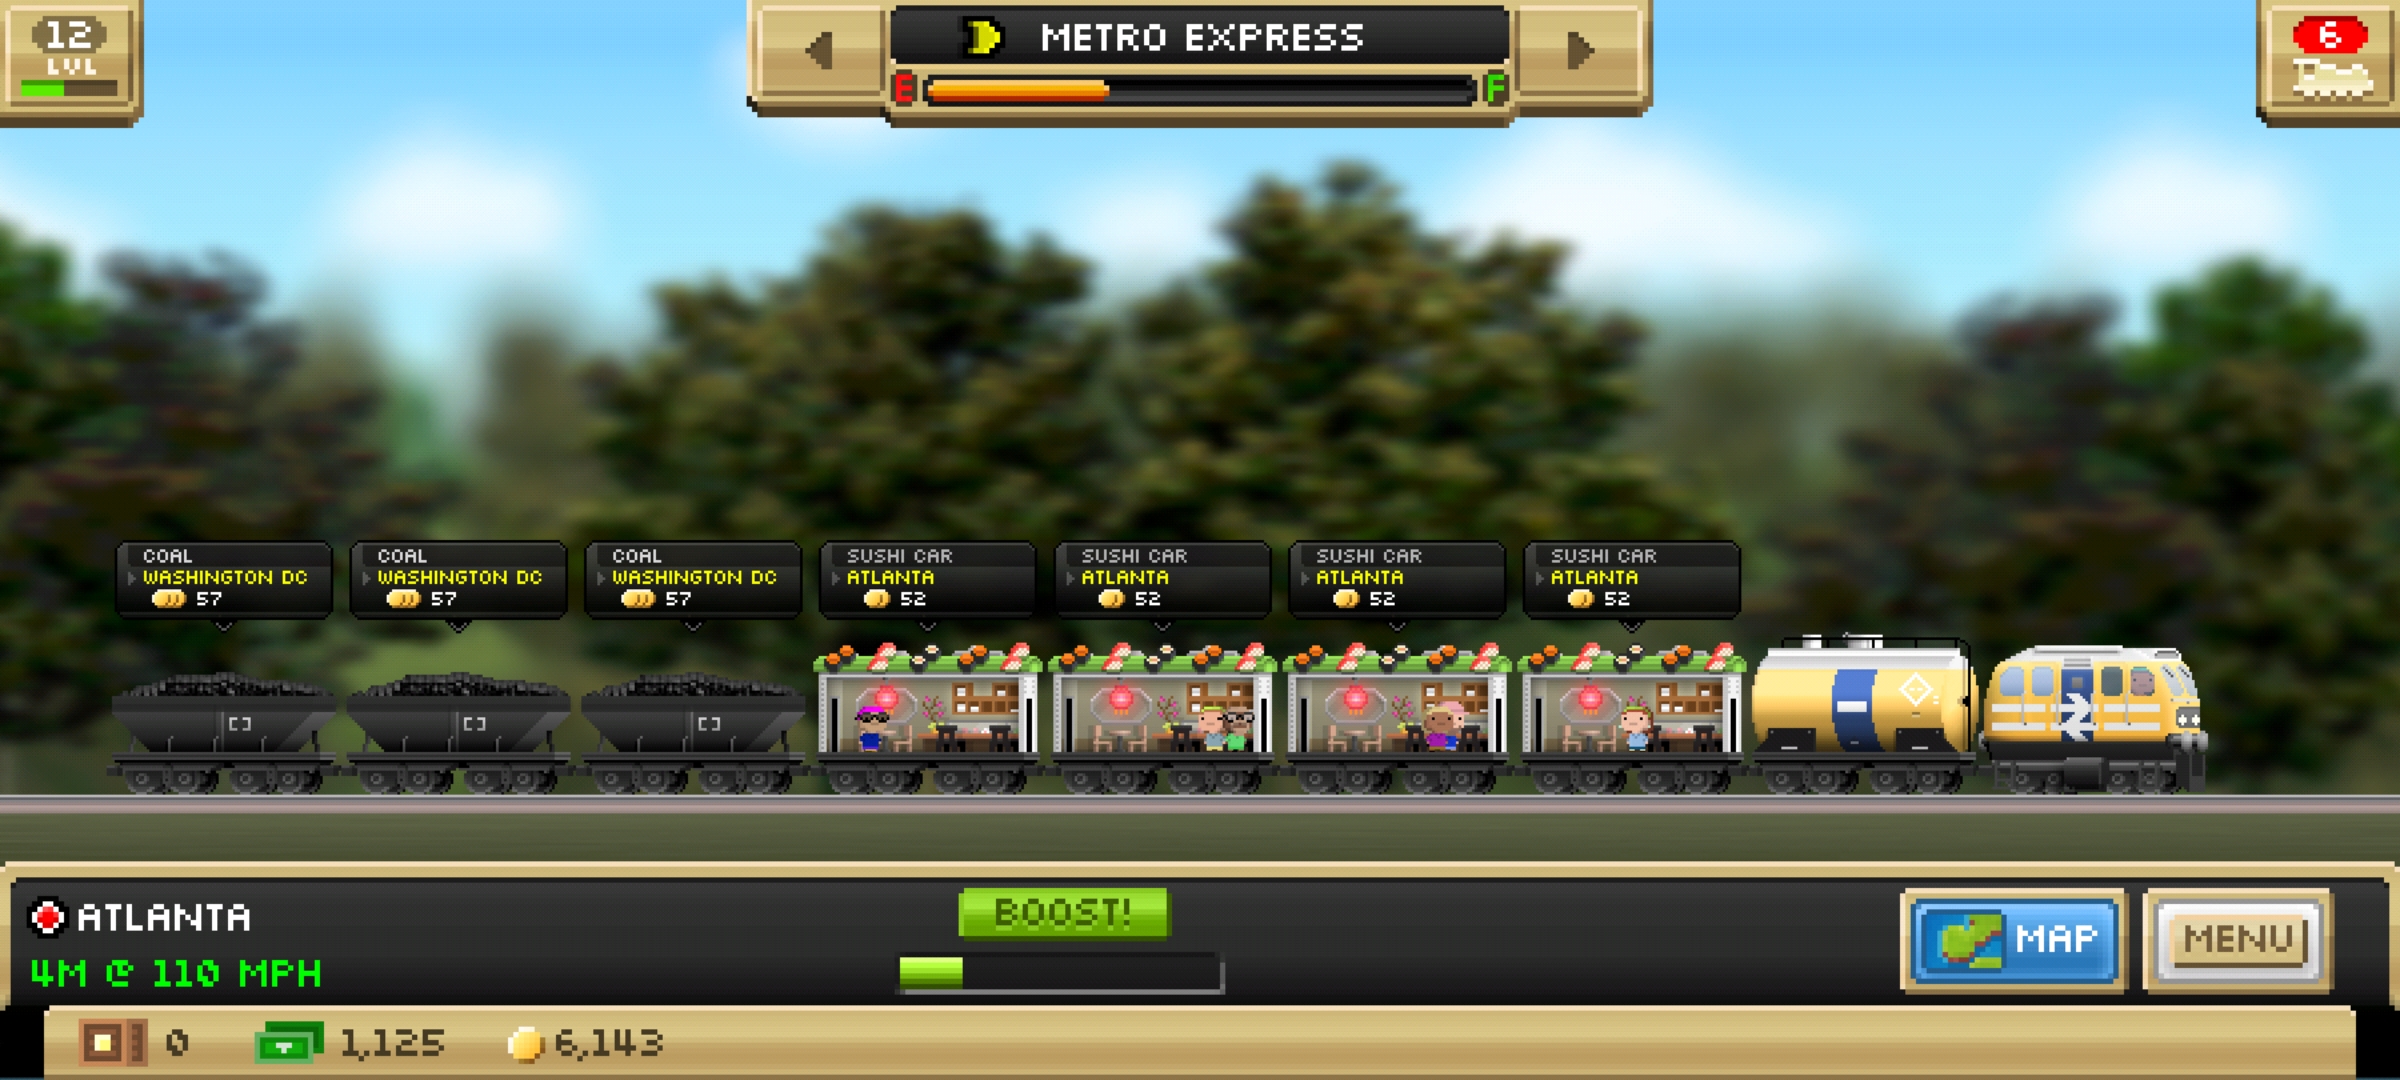 12
LVL
METRO EXPRESS
E
F
6
COAL
WASHINGTON DC
57
COAL
WASHINGTON DC
57
COAL
WASHINGTON DC
57
SUSHI CAR
ATLANTA
52
SUSHI CAR
ATLANTA
52
SUSHI CAR
ATLANTA
52
SUSHI CAR
ATLANTA
52
ATLANTA
4M @ 110 MPH
BOOST!
MAP
MENU
0
1,125
6,143